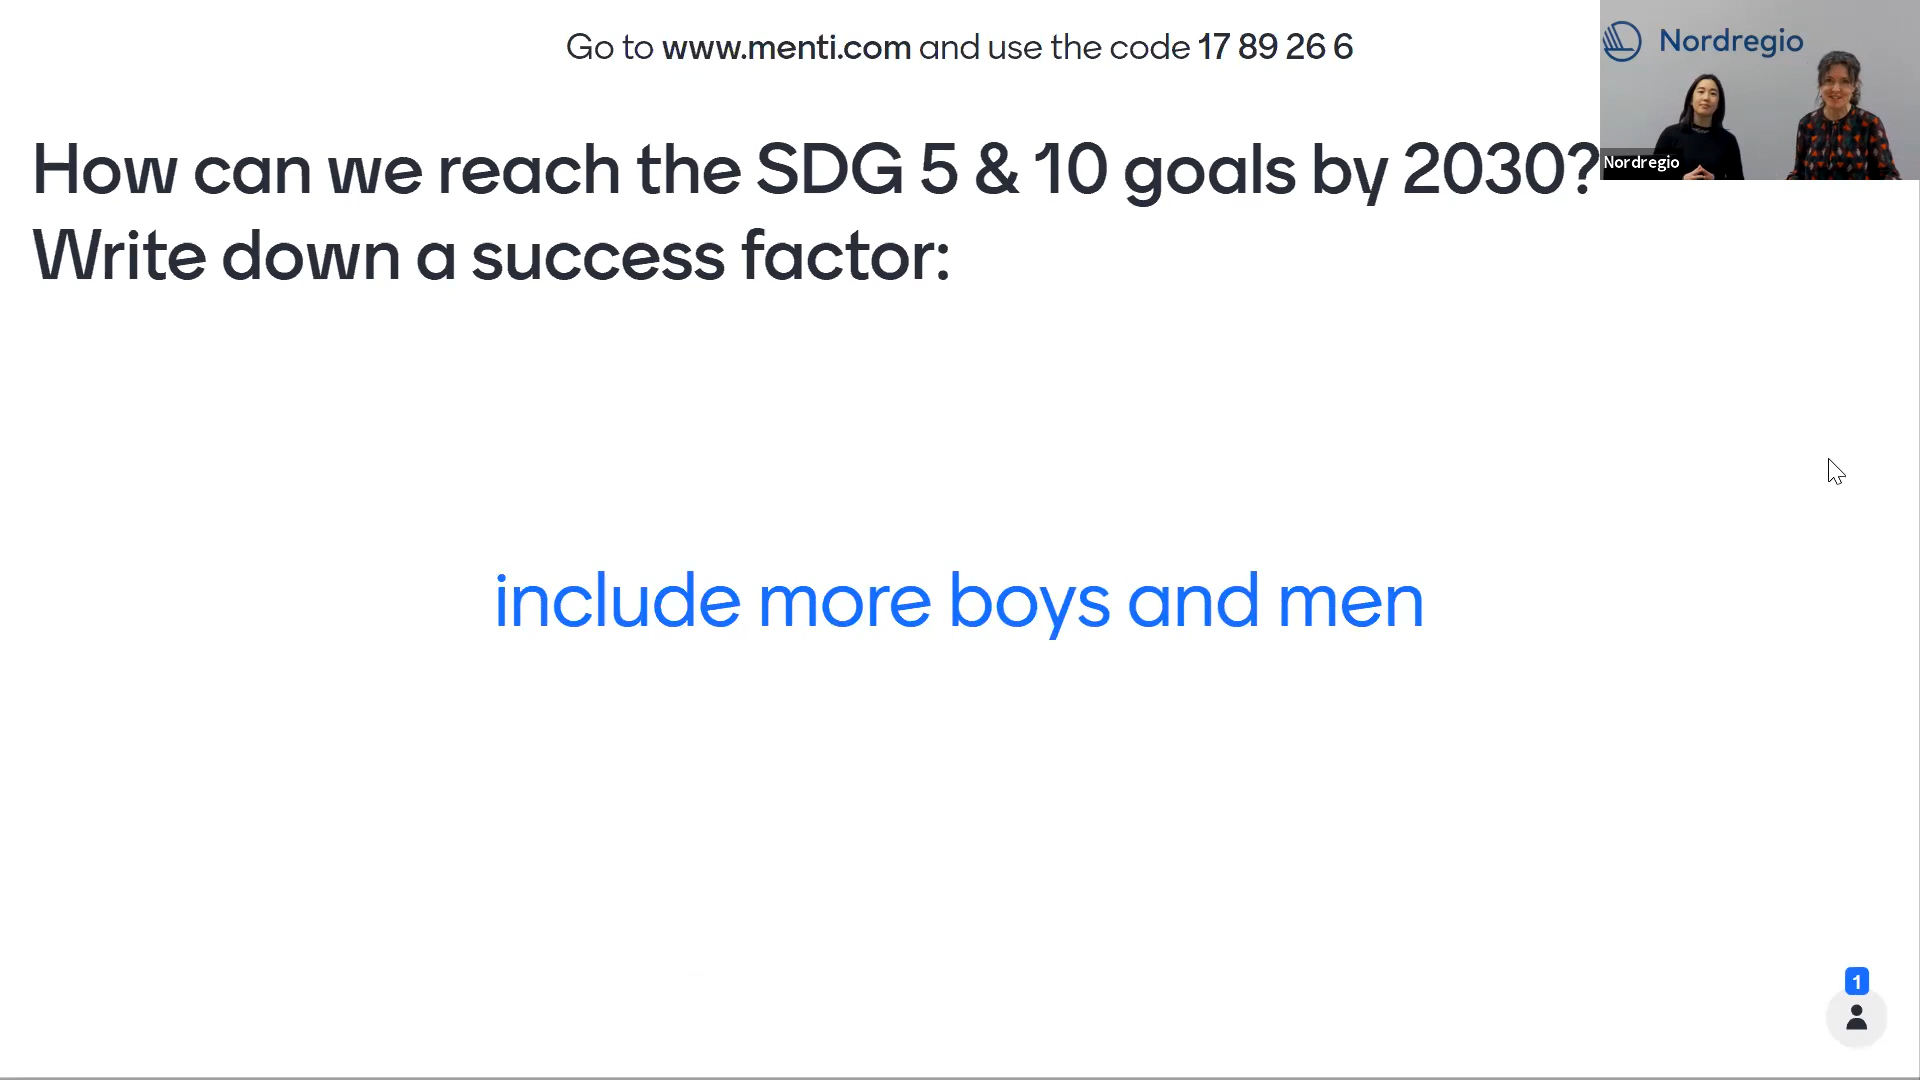 Go to www.menti.com and use the code 17 89 26 6
Nordregio
How can we reach the SDG 5 & 10 goals by 2030?
Nordregio
Write down a success factor:
include more boys and men
1